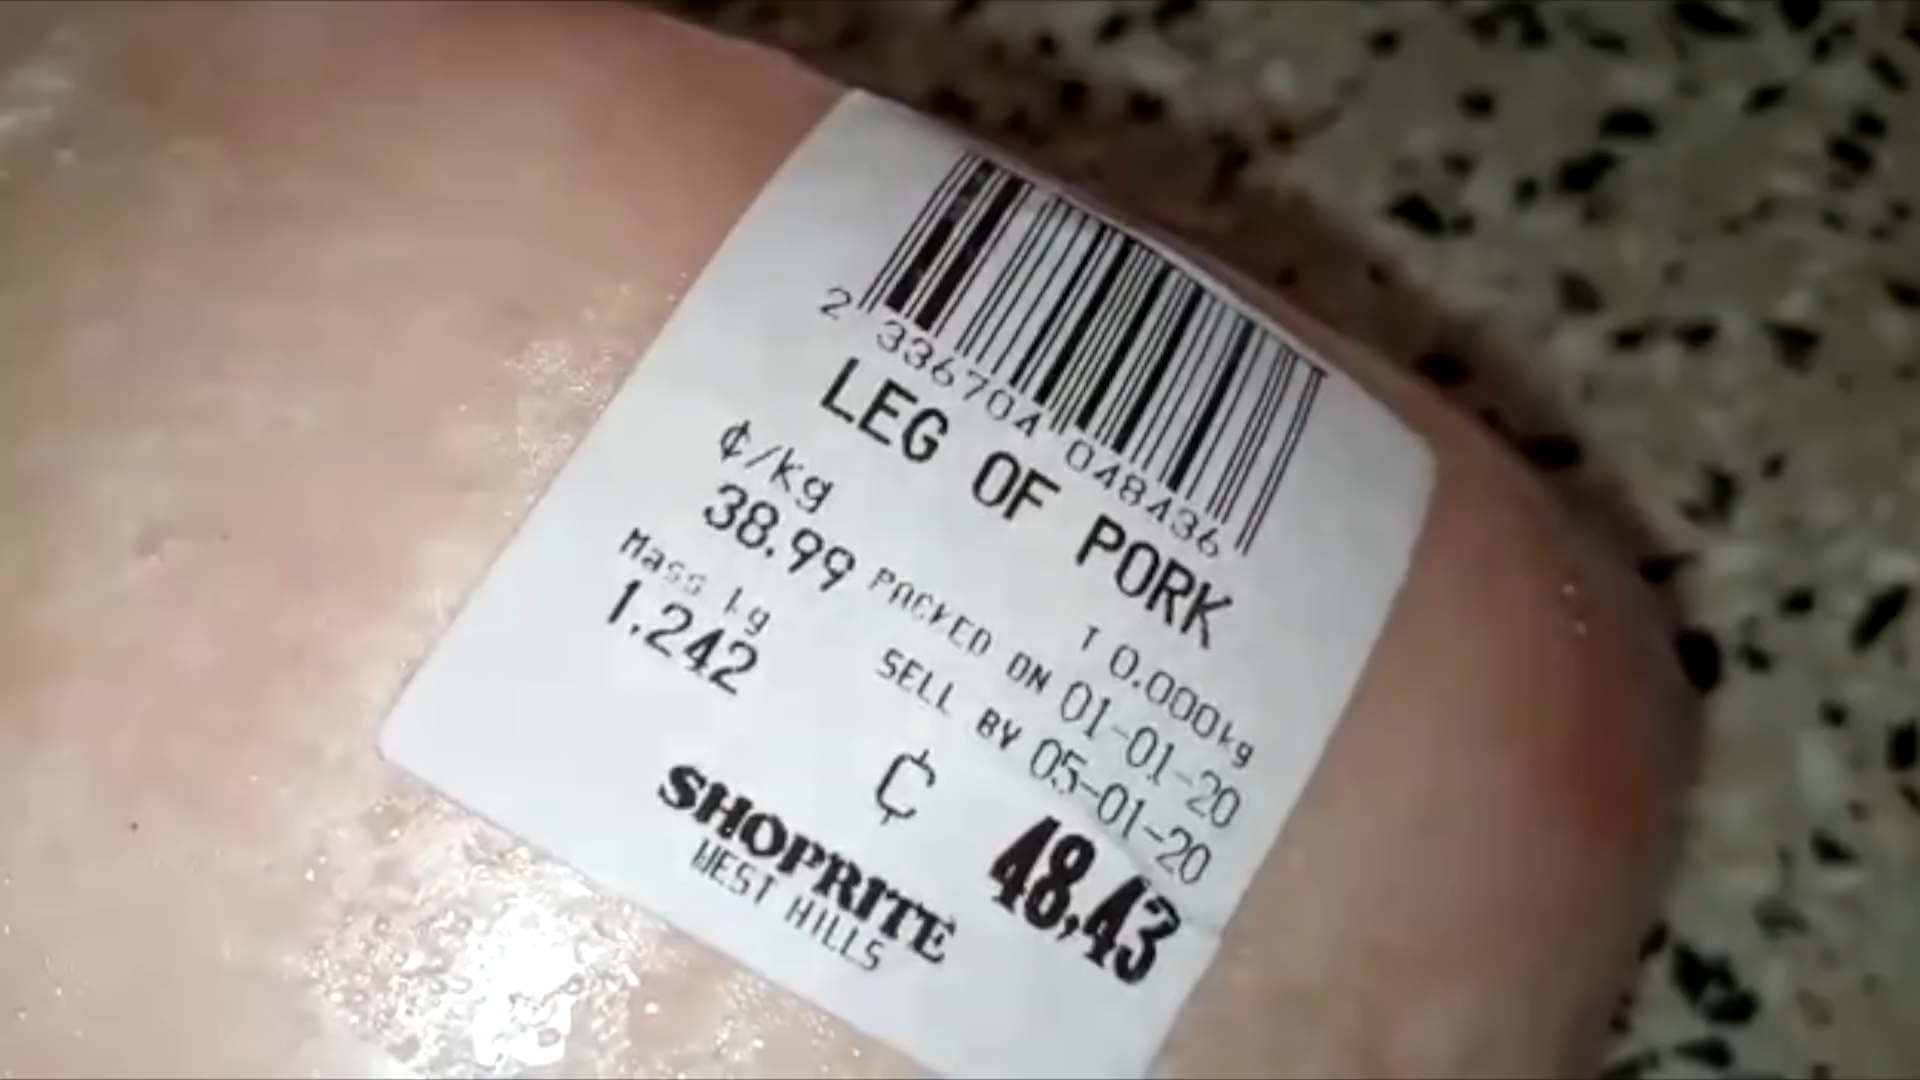 2 336704 048436
LEG OF PORK
₵/kg
38.99
T 0.000kg
Mass kg
PACKED ON 01-01-20
1.242
SELL BY 05-01-20
₵ 48,43
SHOPRITE
WEST HILLS